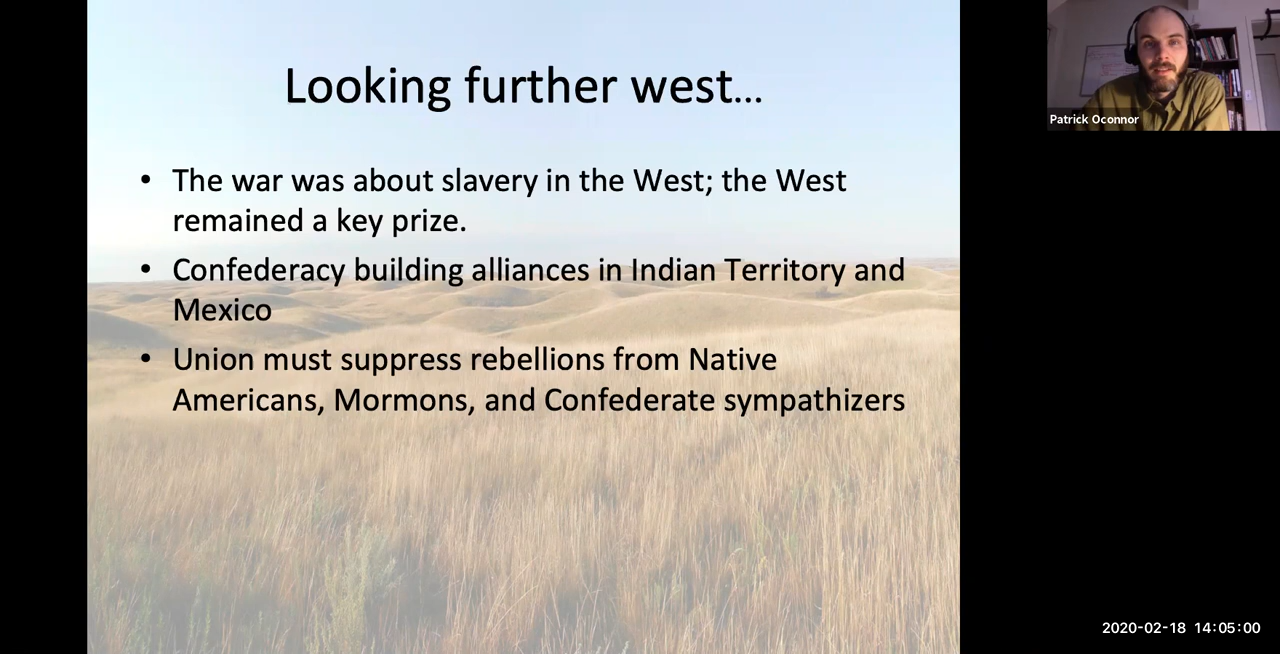 Looking further west...
• The war was about slavery in the West; the West
remained a key prize.
• Confederacy building alliances in Indian Territory and
Mexico
• Union must suppress rebellions from Native
Americans, Mormons, and Confederate sympathizers
Patrick Oconnor
2020-02-18 14:05:00